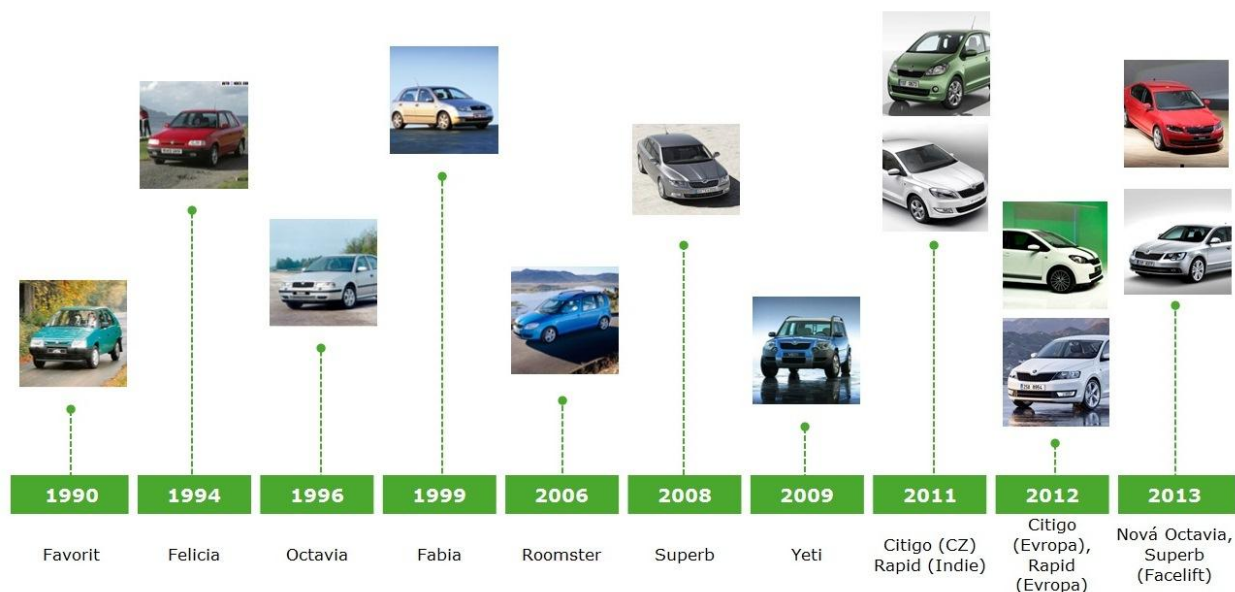 1990
1994
1996
1999
2006
2008
2009
2011
2012
2013
Favorit
Felicia
Octavia
Fabia
Roomster
Superb
Yeti
Citigo (CZ)
Rapid (Indie)
Citigo
(Evropa),
Rapid
(Evropa)
Nová Octavia,
Superb
(Facelift)